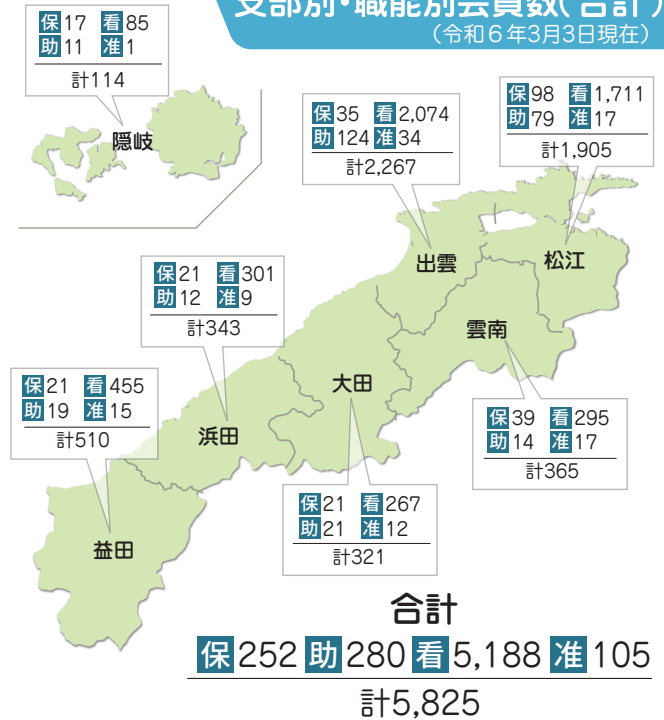 支部別・職能別会員数(合計)
（令和6年3月3日現在）
保17 看85
助11 准1
計114
隠岐
保35 看2,074
助124 准34
計2,267
出雲
保98 看1,711
助79 准17
計1,905
松江
保21 看301
助12 准9
計343
浜田
雲南
保39 看295
助14 准17
計365
大田
保21 看267
助21 准12
計321
保21 看455
助19 准15
計510
益田
合計
保252 助280 看5,188 准105
計5,825